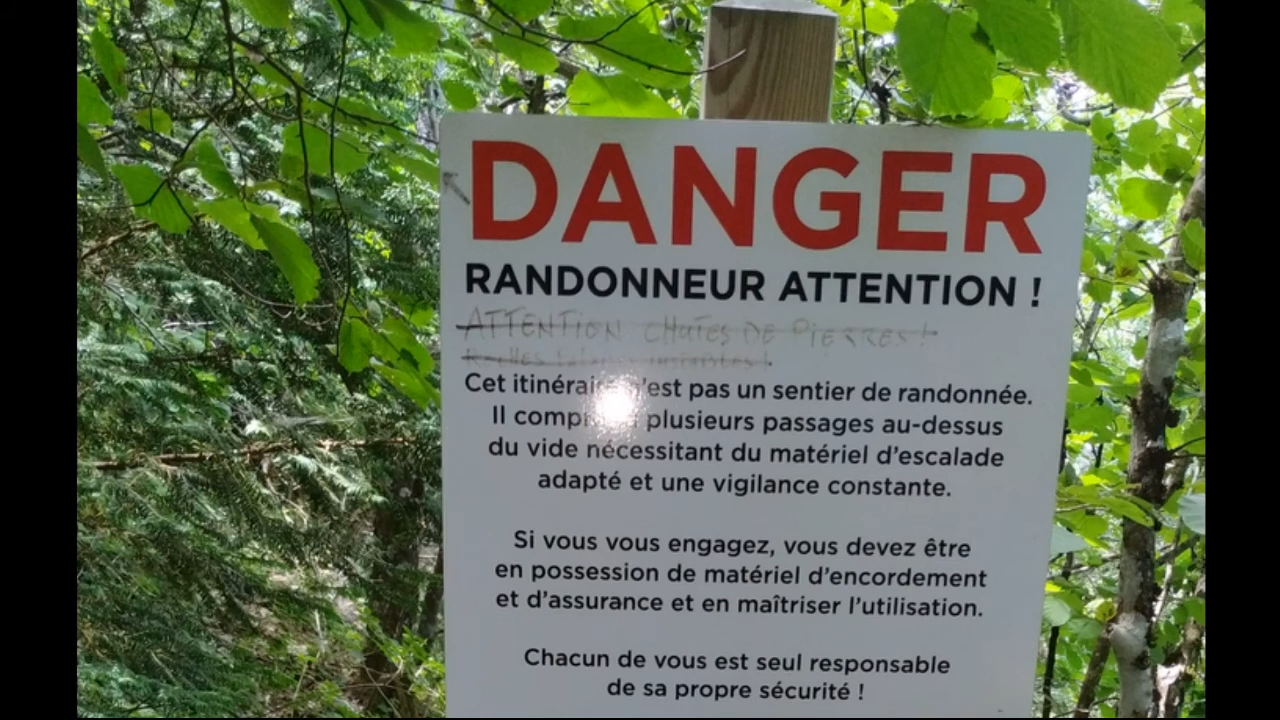 DANGER
RANDONNEUR ATTENTION !
ATTENTION CHUTES DE PIERRES !
Cet itinéraire n'est pas un sentier de randonnée.
Il comprend plusieurs passages au-dessus
du vide nécessitant du matériel d'escalade
adapté et une vigilance constante.
Si vous vous engagez, vous devez être
en possession de matériel d'encordement
et d'assurance et en maîtriser l'utilisation.
Chacun de vous est seul responsable
de sa propre sécurité !